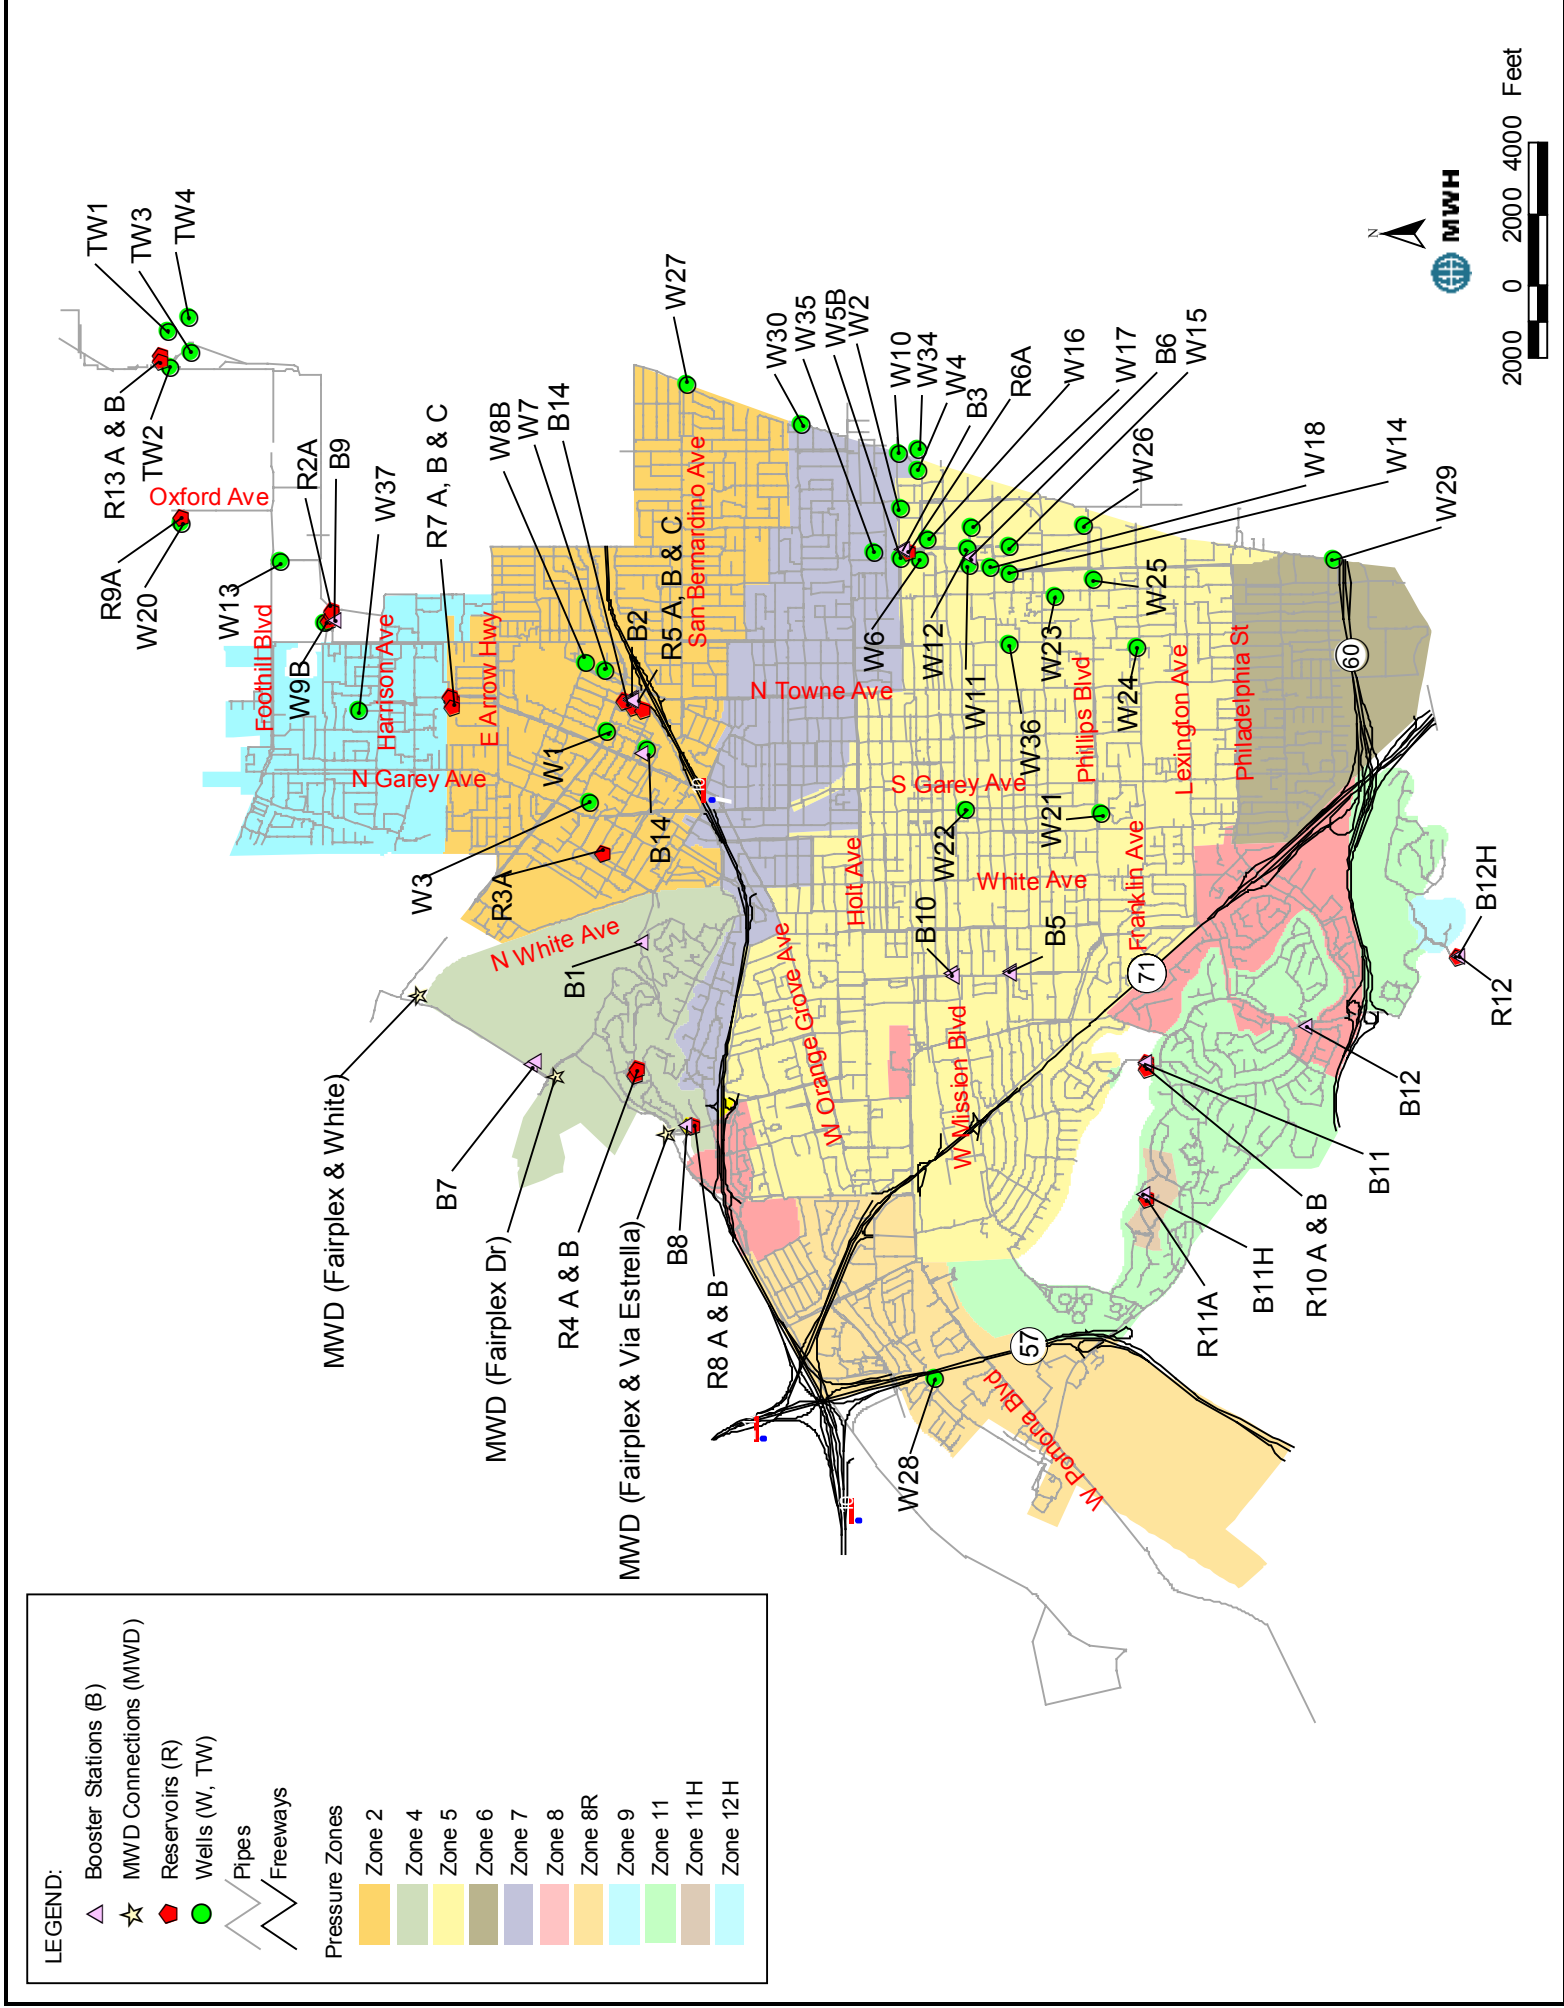 LEGEND:
Booster Stations (B)
MWD Connections (MWD)
Reservoirs (R)
Wells (W, TW)
Pipes
Freeways
Pressure Zones
Zone 2
Zone 4
Zone 5
Zone 6
Zone 7
Zone 8
Zone 8R
Zone 9
Zone 11
Zone 11H
Zone 12H
TW1
TW3
TW4
R13 A & B
TW2
Oxford Ave
R9A
W20
W13
R2A
B9
W37
R7 A, B & C
Foothill Blvd
W9B
Harrison Ave
N Garey Ave
E Arrow Hwy
W8B
W7
B14
W27
San Bernardino Ave
B2
R5 A, B & C
W1
W3
R3A
B14
N White Ave
B1
MWD (Fairplex & White)
B7
MWD (Fairplex Dr)
R4 A & B
MWD (Fairplex & Via Estrella)
B8
R8 A & B
W30
W35
W5B
W2
W10
W34
W4
B3
R6A
W16
W17
B6
W15
W26
W18
W14
W29
W6
W12
W11
W36
W23
W24
W25
N Towne Ave
S Garey Ave
Phillips Blvd
Lexington Ave
Philadelphia St
60
W22
W21
Holt Ave
White Ave
Franklin Ave
B10
B5
W Orange Grove Ave
W Mission Blvd
71
B12H
R12
B12
B11
R10 A & B
B11H
R11A
57
W Pomona Blvd
W28
N
MWH
2000 0 2000 4000 Feet